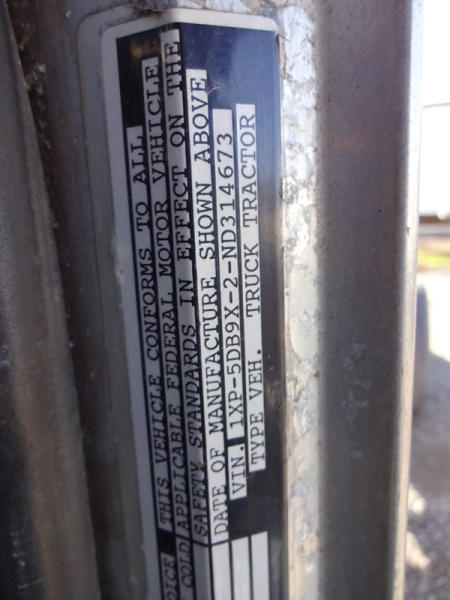 THIS VEHICLE CONFORMS TO ALL
APPLICABLE FEDERAL MOTOR VEHICLE
SAFETY STANDARDS IN EFFECT ON THE
DATE OF MANUFACTURE SHOWN ABOVE
VIN. 1XP-5DB9X-2-ND314673
TYPE VEH. TRUCK TRACTOR
COLD